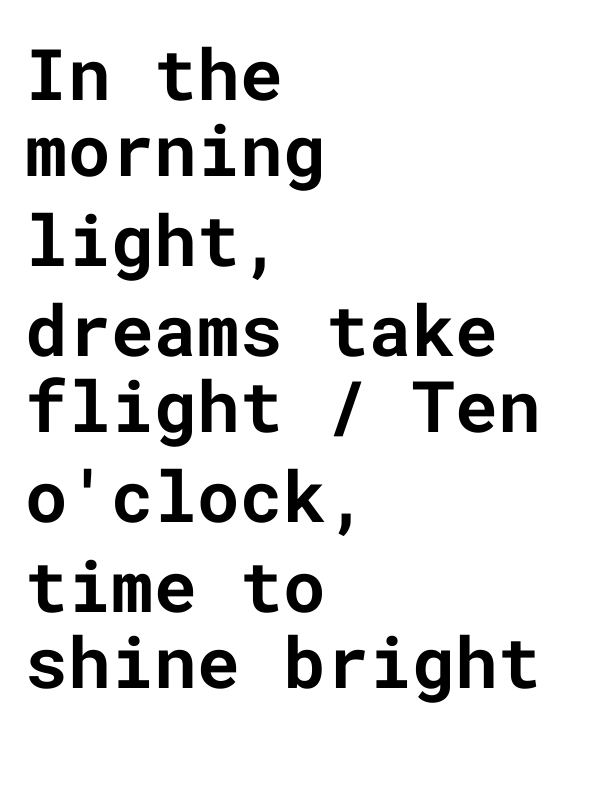 In the
morning
light,
dreams take
flight / Ten
o'clock,
time to
shine bright